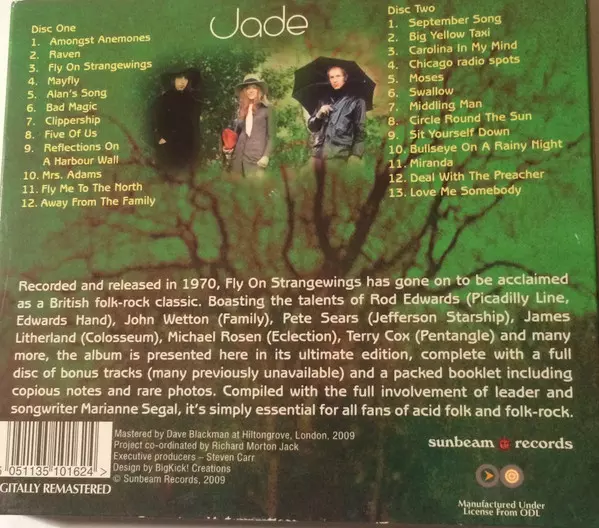 Jade
Disc One
1. Amongst Anemones
2. Raven
3. Fly On Strangewings
4. Mayfly
5. Alan's Song
6. Bad Magic
7. Clippership
8. Five Of Us
9. Reflections On
A Harbour Wall
10. Mrs. Adams
11. Fly Me To The North
12. Away From The Family
Disc Two
1. September Song
2. Big Yellow Taxi
3. Carolina In My Mind
4. Chicago radio spots
5. Moses
6. Swallow
7. Middling Man
8. Circle Round The Sun
9. Sit Yourself Down
10. Bullseye On A Rainy Night
11. Miranda
12. Deal With The Preacher
13. Love Me Somebody
Recorded and released in 1970, Fly On Strangewings has gone on to be acclaimed
as a British folk-rock classic. Boasting the talents of Rod Edwards (Picadilly Line,
Edwards Hand), John Wetton (Family), Pete Sears (Jefferson Starship), James
Litherland (Colosseum), Michael Rosen (Eclection), Terry Cox (Pentangle) and many
more, the album is presented here in its ultimate edition, complete with a full
disc of bonus tracks (many previously unavailable) and a packed booklet including
copious notes and rare photos. Compiled with the full involvement of leader and
songwriter Marianne Segal, it's simply essential for all fans of acid folk and folk-rock.
5 051135 101624 >
GITALLY REMASTERED
Mastered by Dave Blackman at Hiltongrove, London, 2009
Project co-ordinated by Richard Morton Jack
Executive producers – Steven Carr
Design by BigKick! Creations
© Sunbeam Records, 2009
sunbeam records
Manufactured Under
License From ODL